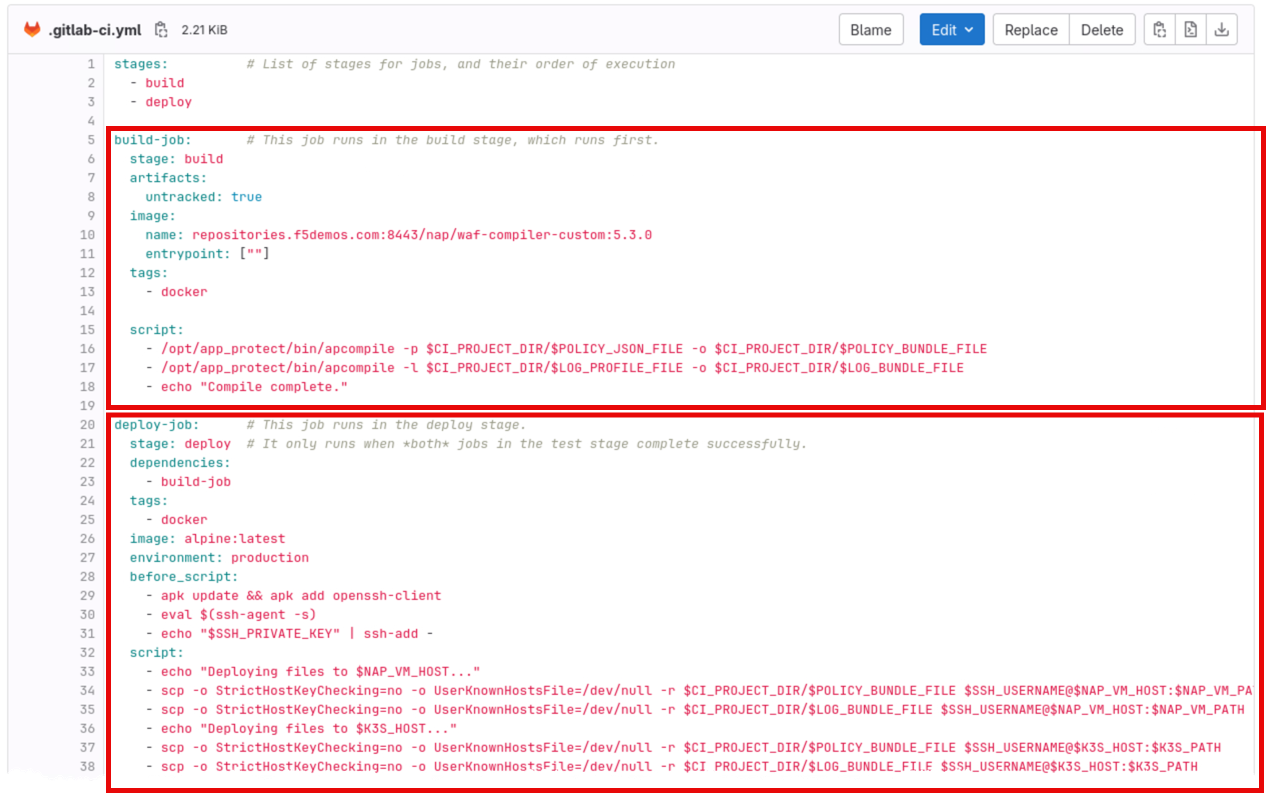 .gitlab-ci.yml 2.21 KiB Blame Edit Replace Delete
1 stages: # List of stages for jobs, and their order of execution
2 - build
3 - deploy
4
5 build-job: # This job runs in the build stage, which runs first.
6 stage: build
7 artifacts:
8 untracked: true
9 image:
10 name: repositories.f5demos.com:8443/nap/waf-compiler-custom:5.3.0
11 entrypoint: [""]
12 tags:
13 - docker
14
15 script:
16 - /opt/app_protect/bin/apcompile -p $CI_PROJECT_DIR/$POLICY_JSON_FILE -o $CI_PROJECT_DIR/$POLICY_BUNDLE_FILE
17 - /opt/app_protect/bin/apcompile -l $CI_PROJECT_DIR/$LOG_PROFILE_FILE -o $CI_PROJECT_DIR/$LOG_BUNDLE_FILE
18 - echo "Compile complete."
19
20 deploy-job: # This job runs in the deploy stage.
21 stage: deploy # It only runs when *both* jobs in the test stage complete successfully.
22 dependencies:
23 - build-job
24 tags:
25 - docker
26 image: alpine:latest
27 environment: production
28 before_script:
29 - apk update && apk add openssh-client
30 - eval $(ssh-agent -s)
31 - echo "$SSH_PRIVATE_KEY" | ssh-add -
32 script:
33 - echo "Deploying files to $NAP_VM_HOST..."
34 - scp -o StrictHostKeyChecking=no -o UserKnownHostsFile=/dev/null -r $CI_PROJECT_DIR/$POLICY_BUNDLE_FILE $SSH_USERNAME@$NAP_VM_HOST:$NAP_VM_PA
35 - scp -o StrictHostKeyChecking=no -o UserKnownHostsFile=/dev/null -r $CI_PROJECT_DIR/$LOG_BUNDLE_FILE $SSH_USERNAME@$NAP_VM_HOST:$NAP_VM_PATH
36 - echo "Deploying files to $K3S_HOST..."
37 - scp -o StrictHostKeyChecking=no -o UserKnownHostsFile=/dev/null -r $CI_PROJECT_DIR/$POLICY_BUNDLE_FILE $SSH_USERNAME@$K3S_HOST:$K3S_PATH
38 - scp -o StrictHostKeyChecking=no -o UserKnownHostsFile=/dev/null -r $CI_PROJECT_DIR/$LOG_BUNDLE_FILE $SSH_USERNAME@$K3S_HOST:$K3S_PATH